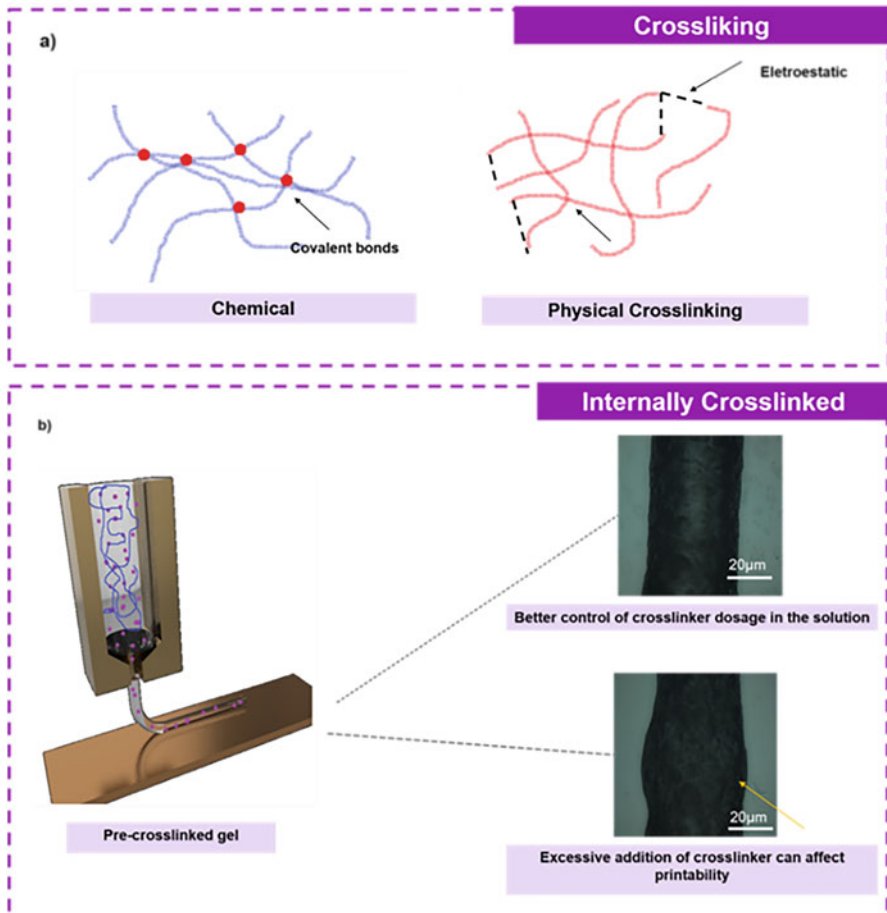 Crossliking
a)
Eletroestatic
Covalent bonds
Chemical
Physical Crosslinking
Internally Crosslinked
b)
20µm
Better control of crosslinker dosage in the solution
20µm
Pre-crosslinked gel
Excessive addition of crosslinker can affect
printability